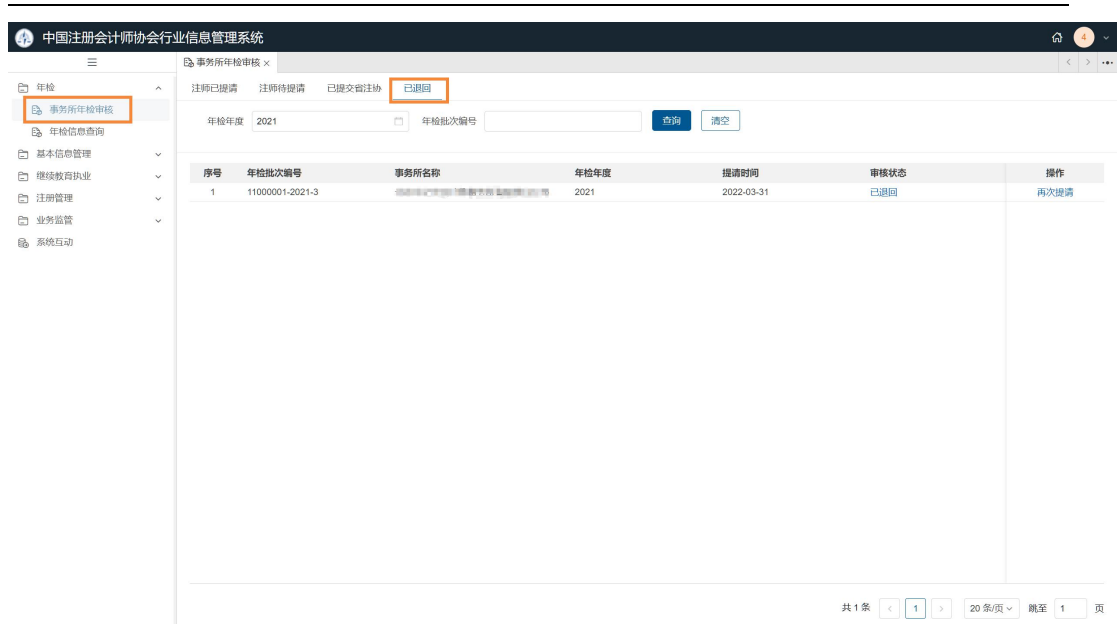 中国注册会计师协会行业信息管理系统
4
事务所年检审核 ×
年检
事务所年检审核
年检信息查询
基本信息管理
继续教育执业
注册管理
业务监管
系统互动
注师已提请 注师待提请 已提交省注协 已退回
年检年度 2021 年检批次编号 查询 清空
序号 年检批次编号 事务所名称 年检年度 提请时间 审核状态 操作
1 11000001-2021-3 2021 2022-03-31 已退回 再次提请
共 1 条 < 1 > 20 条/页 跳至 1 页